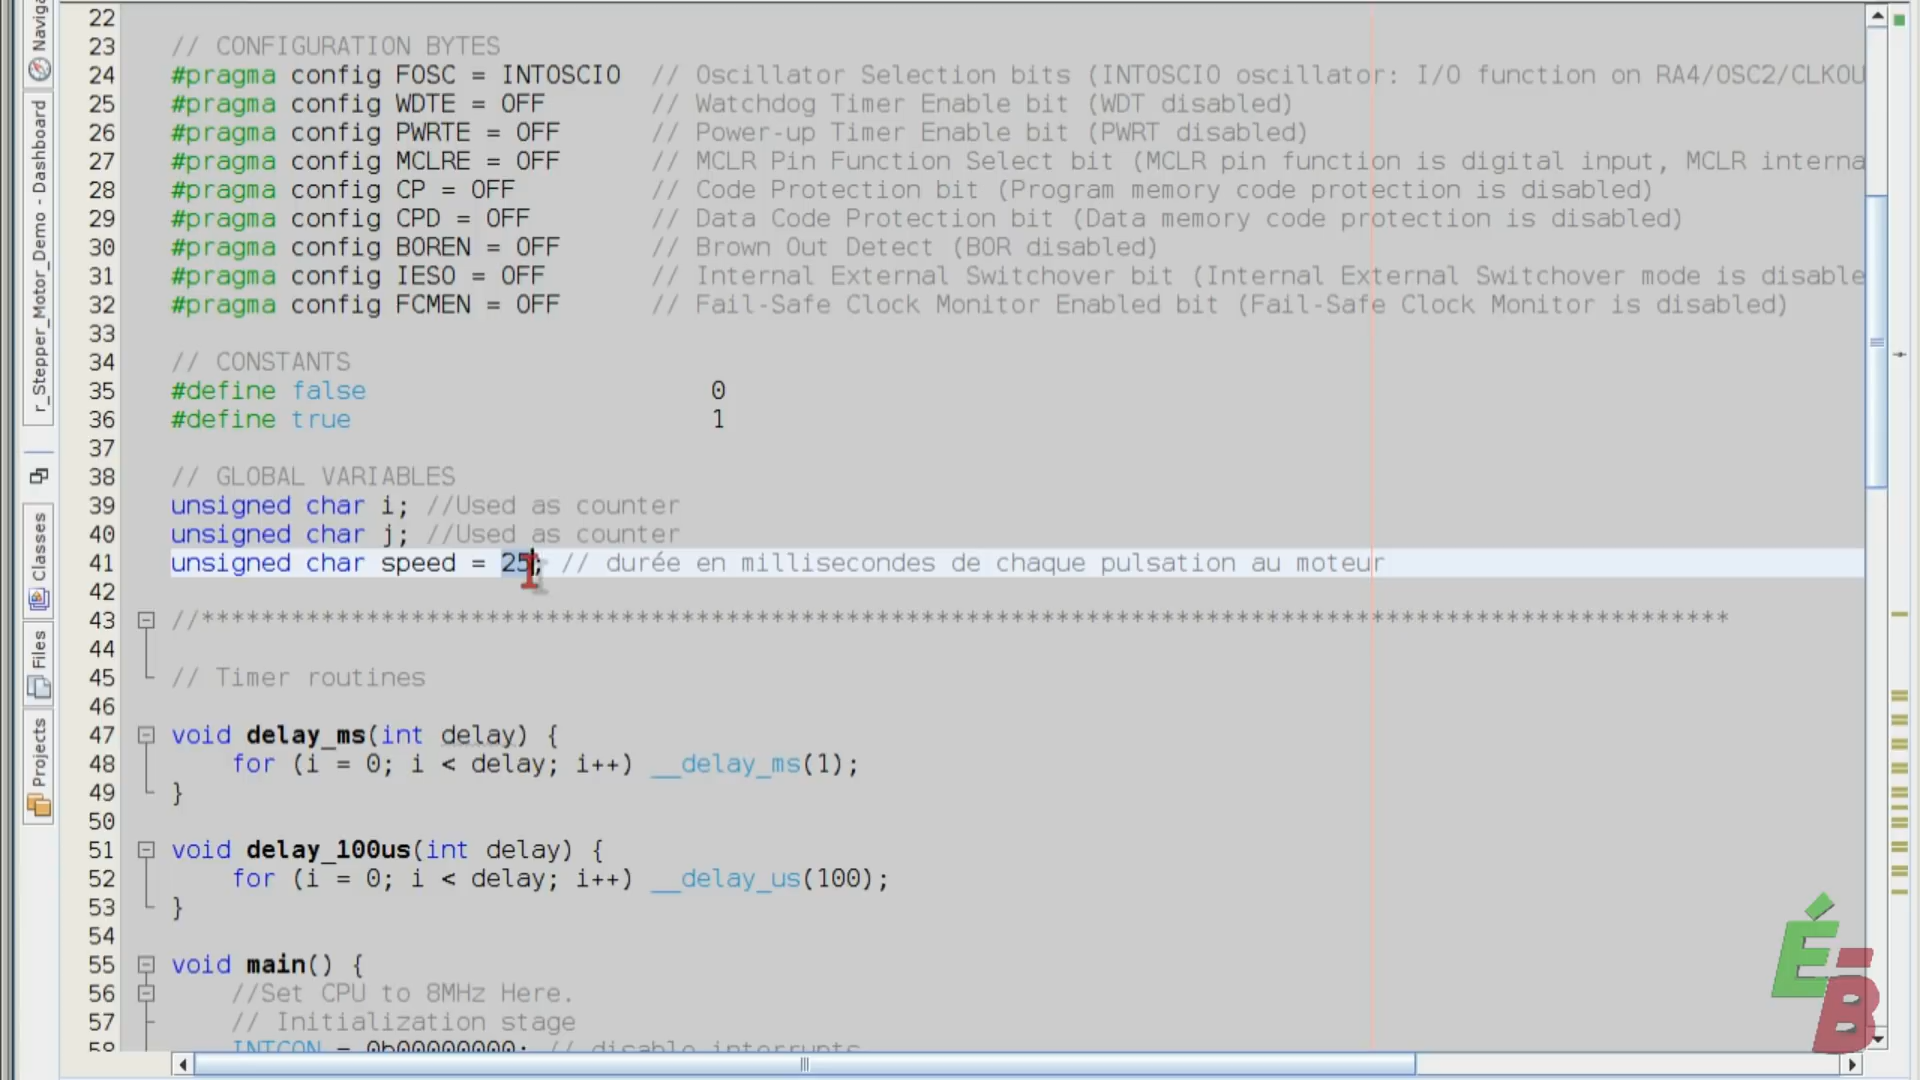 22
23 // CONFIGURATION BYTES
24 #pragma config FOSC = INTOSCIO // Oscillator Selection bits (INTOSCIO oscillator: I/O function on RA4/OSC2/CLKOU
25 #pragma config WDTE = OFF // Watchdog Timer Enable bit (WDT disabled)
26 #pragma config PWRTE = OFF // Power-up Timer Enable bit (PWRT disabled)
27 #pragma config MCLRE = OFF // MCLR Pin Function Select bit (MCLR pin function is digital input, MCLR interna
28 #pragma config CP = OFF // Code Protection bit (Program memory code protection is disabled)
29 #pragma config CPD = OFF // Data Code Protection bit (Data memory code protection is disabled)
30 #pragma config BOREN = OFF // Brown Out Detect (BOR disabled)
31 #pragma config IESO = OFF // Internal External Switchover bit (Internal External Switchover mode is disable
32 #pragma config FCMEN = OFF // Fail-Safe Clock Monitor Enabled bit (Fail-Safe Clock Monitor is disabled)
33
34 // CONSTANTS
35 #define false 0
36 #define true 1
37
38 // GLOBAL VARIABLES
39 unsigned char i; //Used as counter
40 unsigned char j; //Used as counter
41 unsigned char speed = 25; // durée en millisecondes de chaque pulsation au moteur
42
43 //******************************************************************************************************
44
45 // Timer routines
46
47 void delay_ms(int delay) {
48 for (i = 0; i < delay; i++) __delay_ms(1);
49 }
50
51 void delay_100us(int delay) {
52 for (i = 0; i < delay; i++) __delay_us(100);
53 }
54
55 void main() {
56 //Set CPU to 8MHz Here.
57 // Initialization stage
58 INTCON = 0b00000000; // disable interrupts
Naviga
r_Stepper_Motor_Demo - Dashboard
Classes
Files
Projects
ÉB